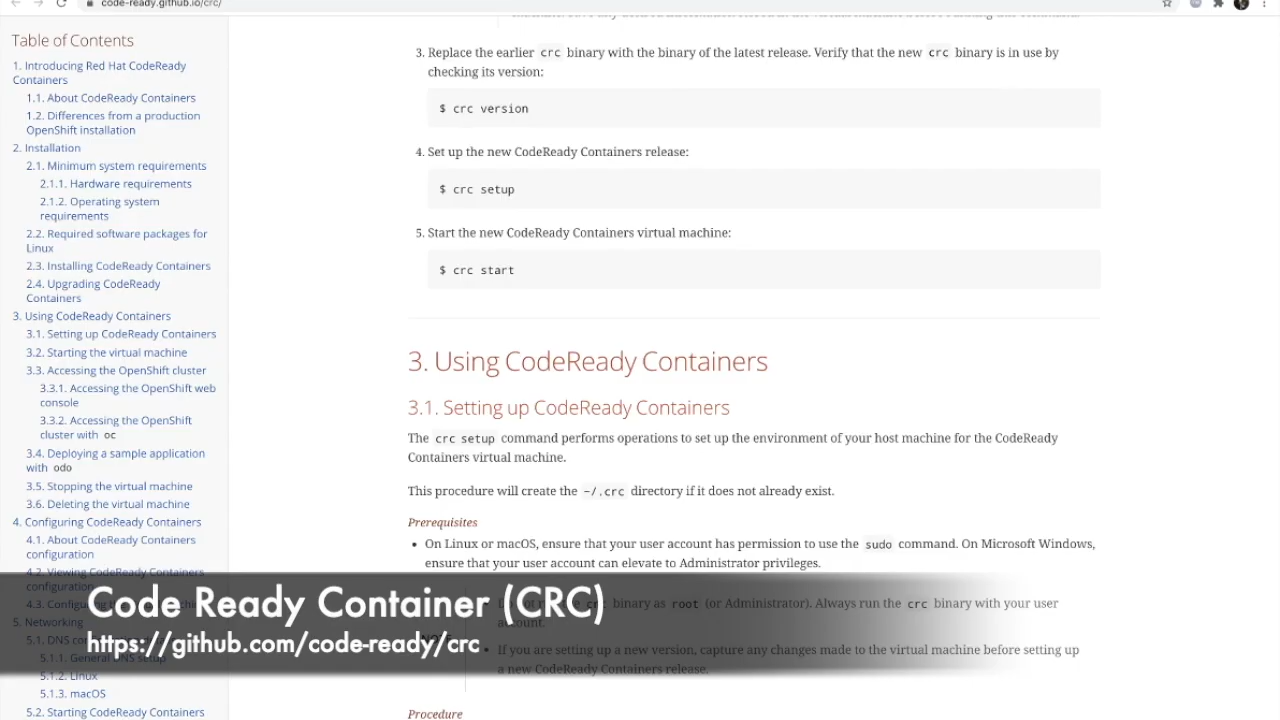 code-ready.github.io/crc/
Table of Contents
1. Introducing Red Hat CodeReady
Containers
1.1. About CodeReady Containers
1.2. Differences from a production
OpenShift installation
2. Installation
2.1. Minimum system requirements
2.1.1. Hardware requirements
2.1.2. Operating system
requirements
2.2. Required software packages for
Linux
2.3. Installing CodeReady Containers
2.4. Upgrading CodeReady
Containers
3. Using CodeReady Containers
3.1. Setting up CodeReady Containers
3.2. Starting the virtual machine
3.3. Accessing the OpenShift cluster
3.3.1. Accessing the OpenShift web
console
3.3.2. Accessing the OpenShift
cluster with oc
3.4. Deploying a sample application
with odo
3.5. Stopping the virtual machine
3.6. Deleting the virtual machine
4. Configuring CodeReady Containers
4.1. About CodeReady Containers
configuration
4.2. Viewing CodeReady Containers
configuration
4.3.
5. Networking
5.1. DNS
5.1.1. General DNS setup
5.1.2. Linux
5.1.3. macOS
5.2. Starting CodeReady Containers
3. Replace the earlier crc binary with the binary of the latest release. Verify that the new crc binary is in use by
checking its version:
$ crc version
4. Set up the new CodeReady Containers release:
$ crc setup
5. Start the new CodeReady Containers virtual machine:
$ crc start
3. Using CodeReady Containers
3.1. Setting up CodeReady Containers
The crc setup command performs operations to set up the environment of your host machine for the CodeReady
Containers virtual machine.
This procedure will create the ~/.crc directory if it does not already exist.
Prerequisites
• On Linux or macOS, ensure that your user account has permission to use the sudo command. On Microsoft Windows,
ensure that your user account can elevate to Administrator privileges.
binary as root (or Administrator). Always run the crc binary with your user
account.
• If you are setting up a new version, capture any changes made to the virtual machine before setting up
a new CodeReady Containers release.
Procedure
Code Ready Container (CRC)
https://github.com/code-ready/crc